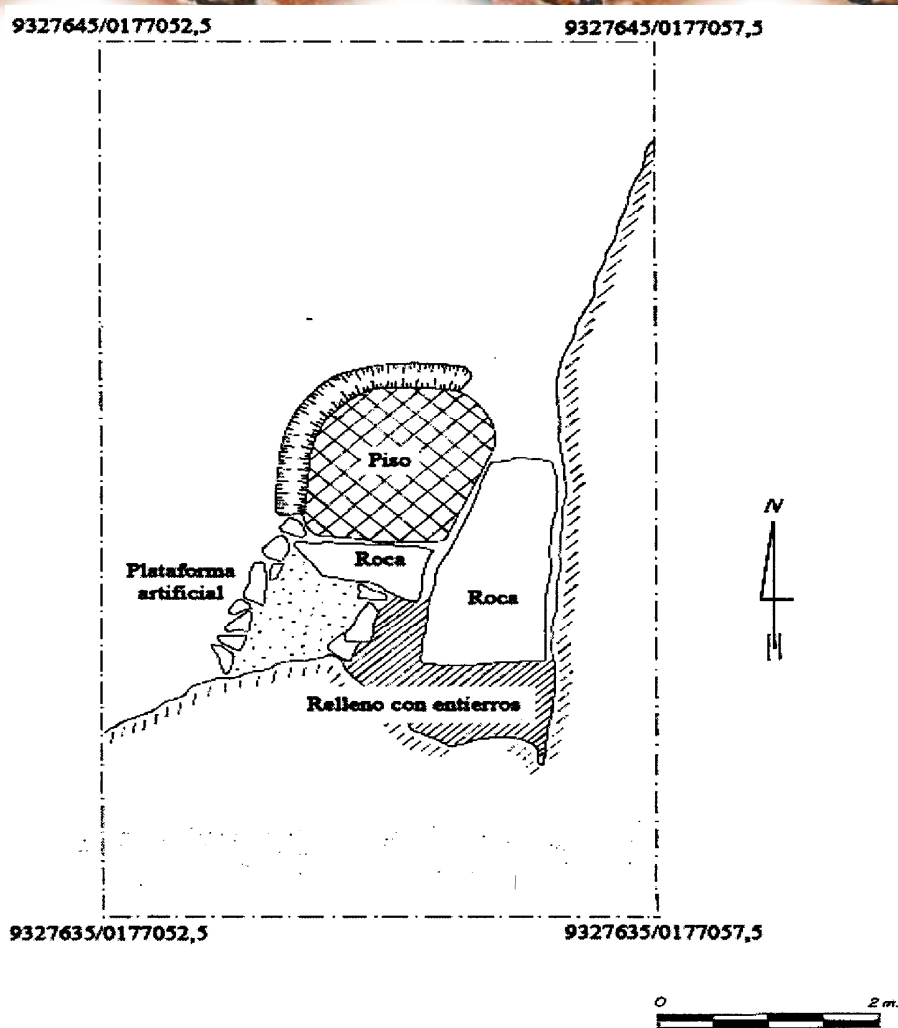 9327645/0177052,5
9327645/0177057,5
Piso
Roca
Plataforma
artificial
Roca
Relleno con entierros
N
9327635/0177052,5
9327635/0177057,5
0
2 m.